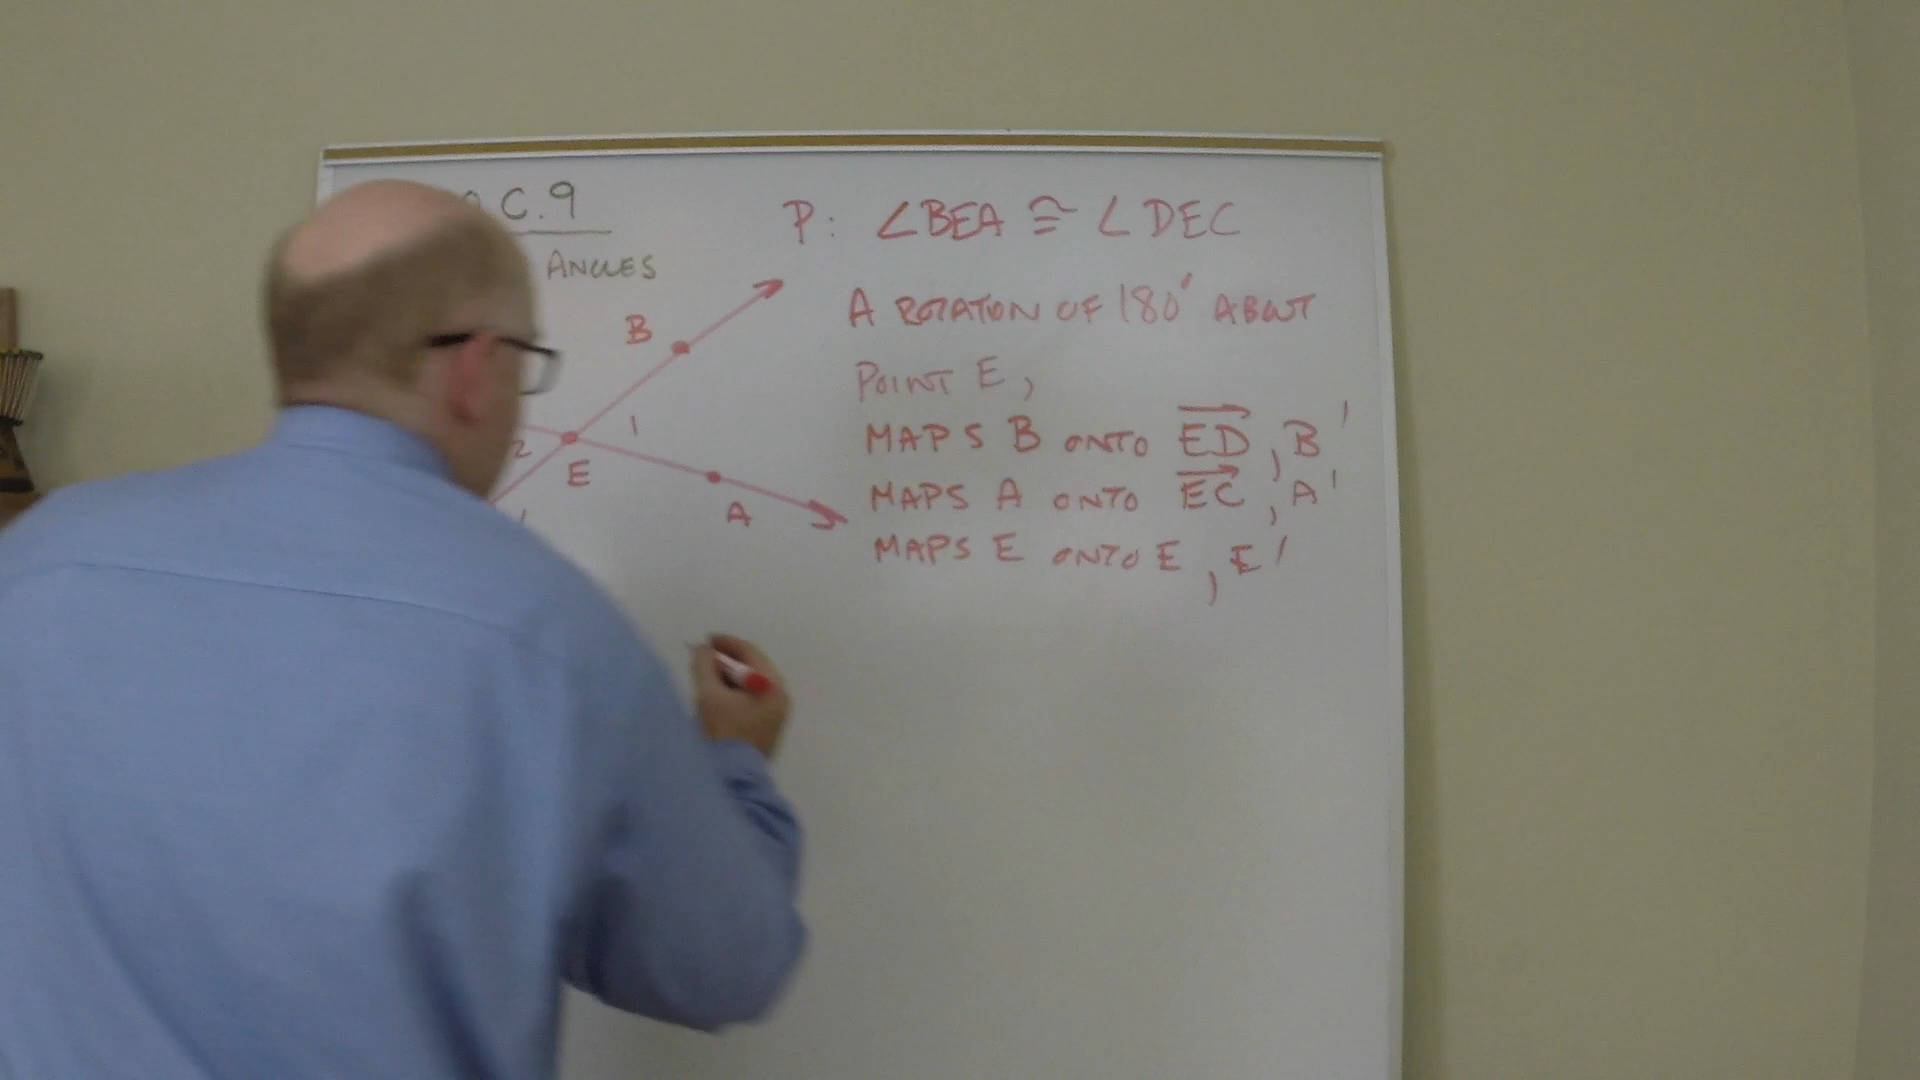 C.9
ANGLES
P: ∠BEA ≅ ∠DEC
A ROTATION OF 180° ABOUT
POINT E,
MAPS B ONTO ED, B'
MAPS A ONTO EC, A'
MAPS E ONTO E, E'
B
1
2
E
A